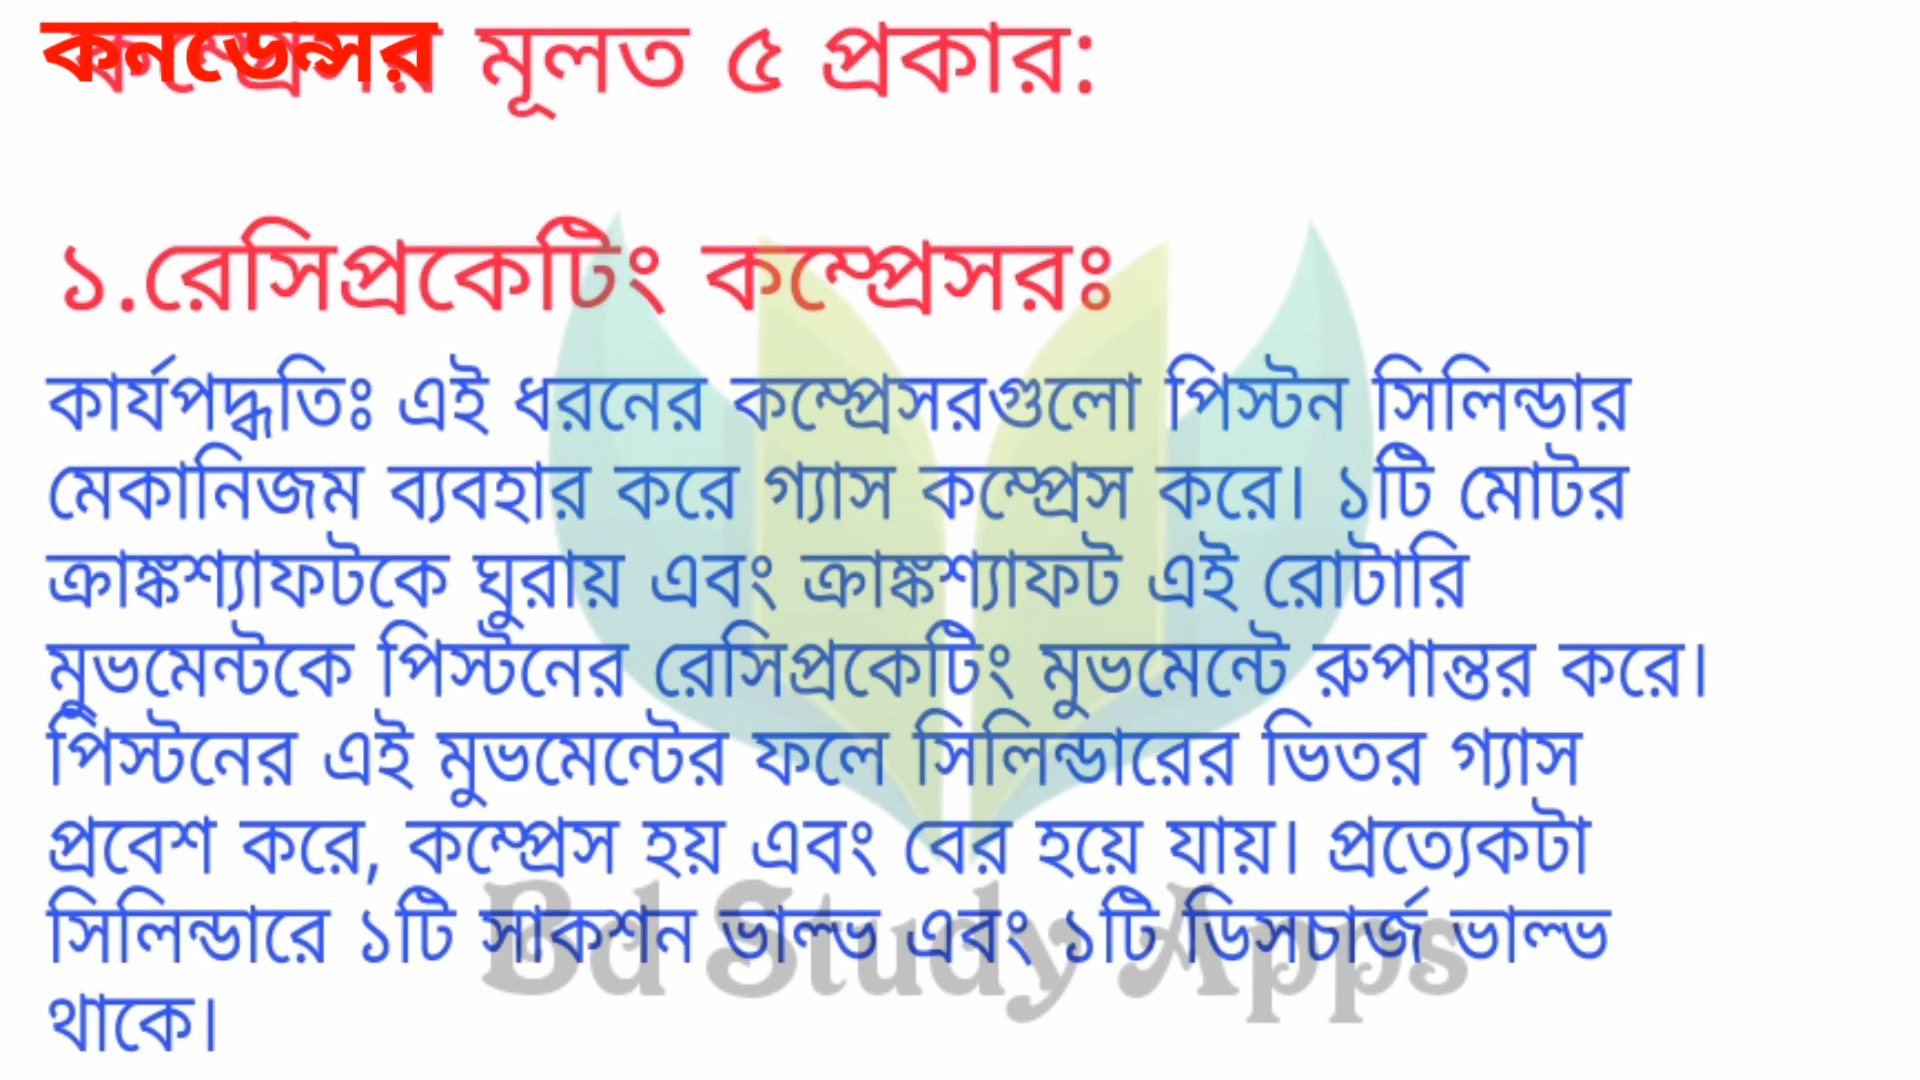 কনডেন্সর মূলত ৫ প্রকার:
১.রেসিপ্রকেটিং কম্প্রেসরঃ
কার্যপদ্ধতিঃ এই ধরনের কম্প্রেসরগুলো পিস্টন সিলিন্ডার
মেকানিজম ব্যবহার করে গ্যাস কম্প্রেস করে। ১টি মোটর
ক্রাঙ্কশ্যাফটকে ঘুরায় এবং ক্রাঙ্কশ্যাফট এই রোটারি
মুভমেন্টকে পিস্টনের রেসিপ্রকেটিং মুভমেন্টে রুপান্তর করে।
পিস্টনের এই মুভমেন্টের ফলে সিলিন্ডারের ভিতর গ্যাস
প্রবেশ করে, কম্প্রেস হয় এবং বের হয়ে যায়। প্রত্যেকটা
সিলিন্ডারে ১টি সাকশন ভাল্ভ এবং ১টি ডিসচার্জ ভাল্ভ
থাকে।
Bd Study Apps